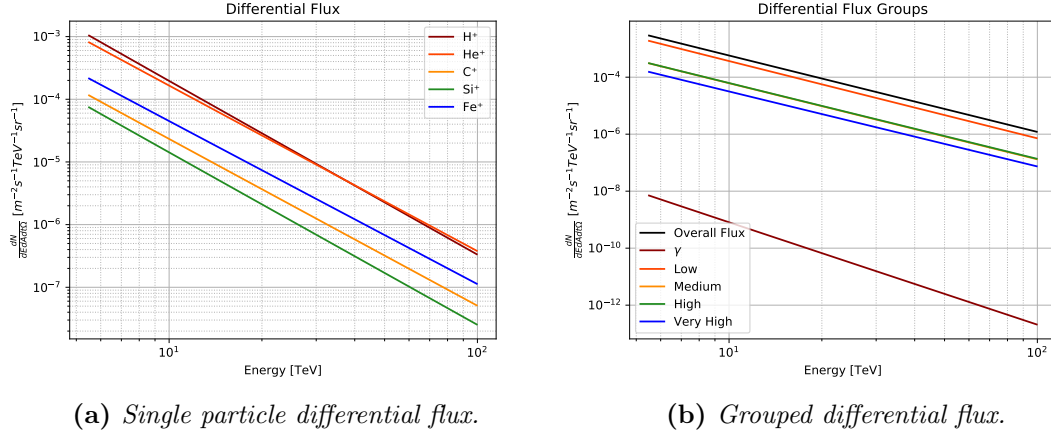 Differential Flux
10⁻³
10⁻⁴
10⁻⁵
10⁻⁶
10⁻⁷
dN/dEdAdtΩ [m⁻²s⁻¹TeV⁻¹sr⁻¹]
H⁺
He⁺
C⁺
Si⁺
Fe⁺
10¹
10²
Energy [TeV]
(a) Single particle differential flux.
Differential Flux Groups
10⁻⁴
10⁻⁶
10⁻⁸
10⁻¹⁰
10⁻¹²
dN/dEdAdtΩ [m⁻²s⁻¹TeV⁻¹sr⁻¹]
Overall Flux
γ
Low
Medium
High
Very High
10¹
10²
Energy [TeV]
(b) Grouped differential flux.